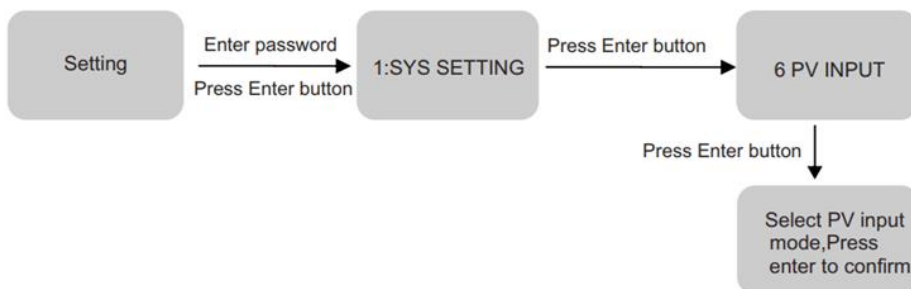 Setting
Enter password
Press Enter button
1:SYS SETTING
Press Enter button
6 PV INPUT
Press Enter button
Select PV input
mode,Press
enter to confirm